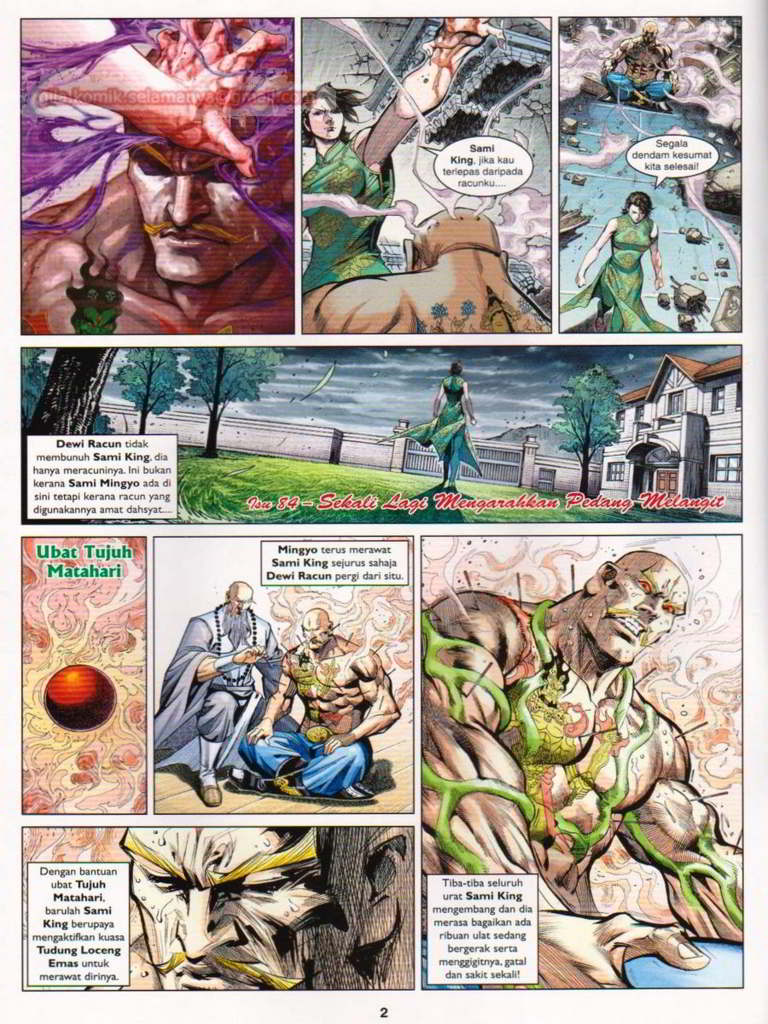 digitalkomik.selamanya@gmail.com
Sami
King, jika kau
terlepas daripada
racunku....
Segala
dendam kesumat
kita selesai!
Dewi Racun tidak
membunuh Sami King, dia
hanya meracuninya. Ini bukan
kerana Sami Mingyo ada di
sini tetapi kerana racun yang
digunakannya amat dahsyat....
Isu 84 – Sekali Lagi Mengarahkan Pedang Melangit
Ubat Tujuh
Matahari
Mingyo terus merawat
Sami King sejurus sahaja
Dewi Racun pergi dari situ.
Dengan bantuan
ubat Tujuh
Matahari,
barulah Sami
King berupaya
mengaktifkan kuasa
Tudung Loceng
Emas untuk
merawat dirinya.
Tiba-tiba seluruh
urat Sami King
mengembang dan dia
merasa bagaikan ada
ribuan ulat sedang
bergerak serta
menggigitnya, gatal
dan sakit sekali!
2